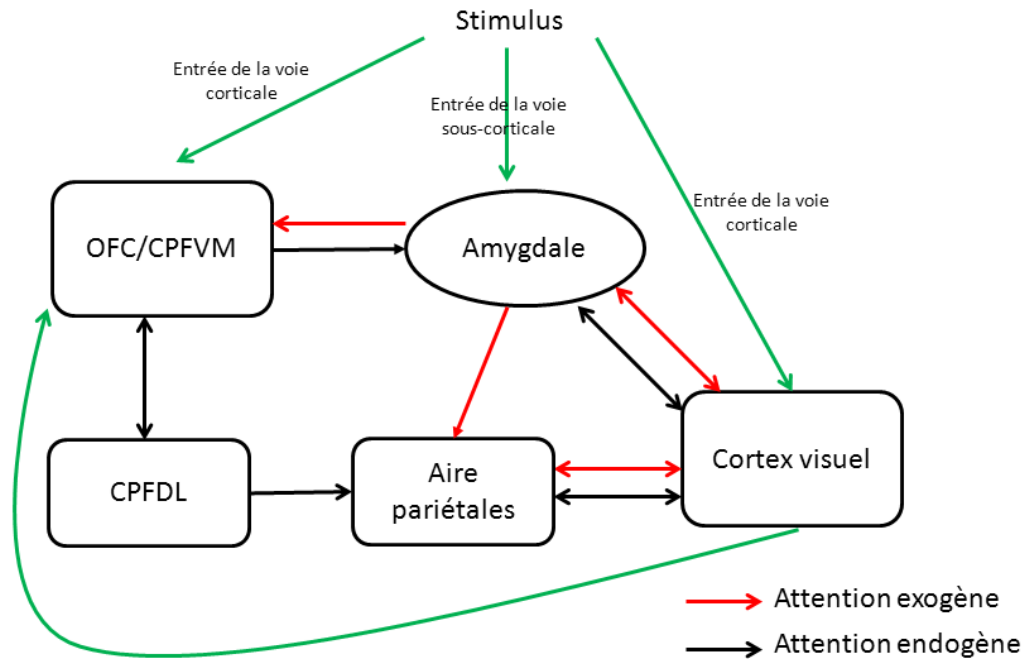 Stimulus
Entrée de la voie
corticale
Entrée de la voie
sous-corticale
Entrée de la voie
corticale
OFC/CPFVM
Amygdale
CPFDL
Aire
pariétales
Cortex visuel
Attention exogène
Attention endogène